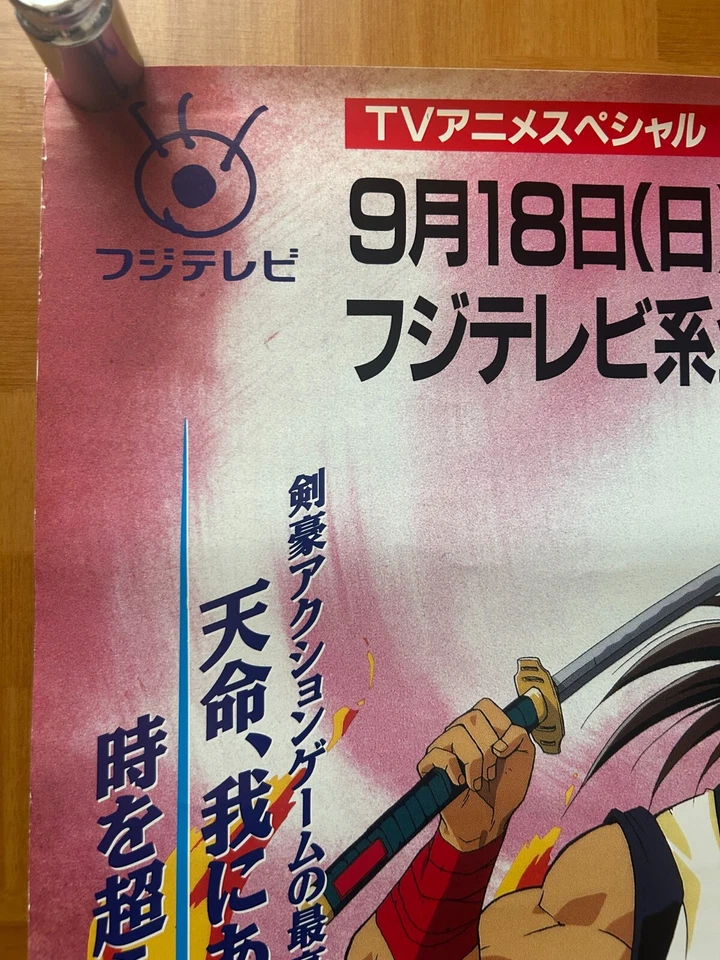 フジテレビ
TVアニメスペシャル
9月18日(日)
フジテレビ系
剣豪アクションゲームの最
天命、我にあ
時を超